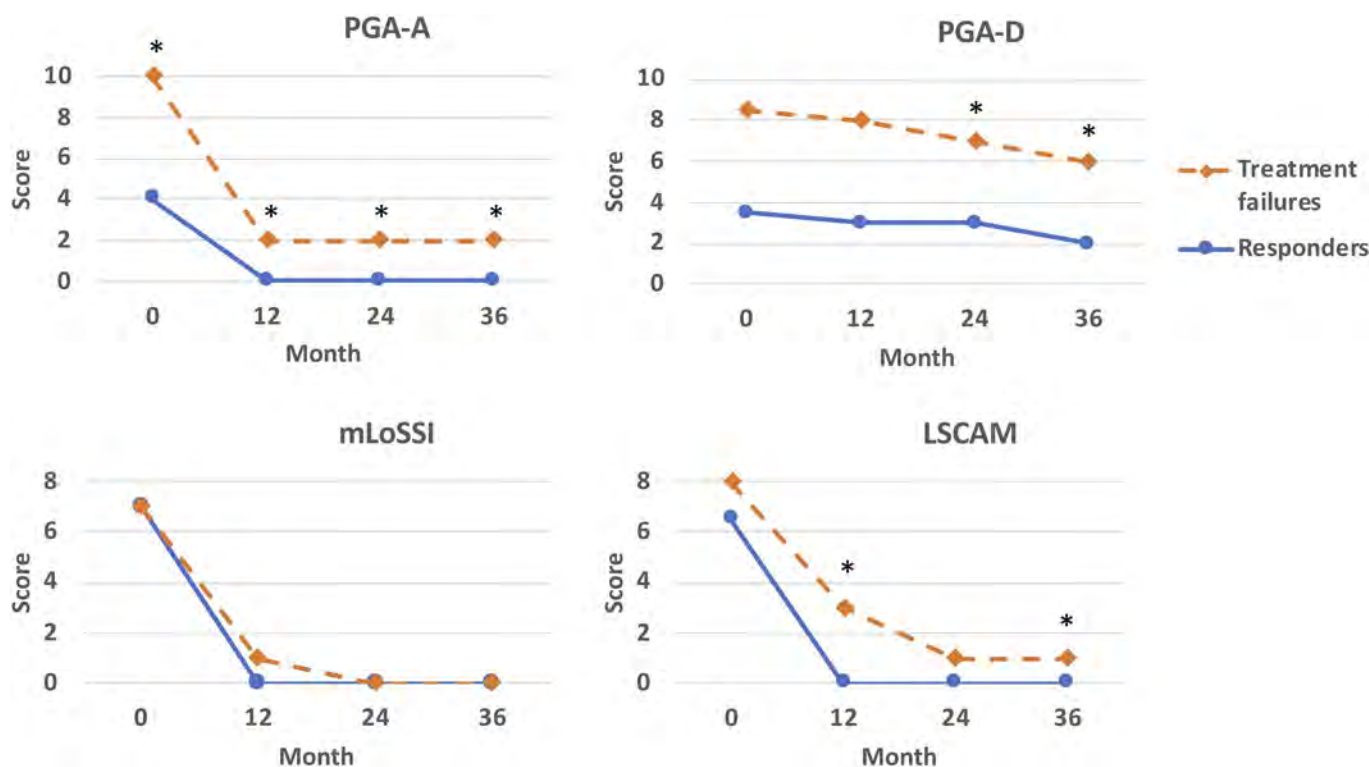 PGA-A
*
10
8
6
4
2
0
* * *
Score
0 12 24 36
Month
PGA-D
10
8
6
4
2
0
*
*
Score
0 12 24 36
Month
Treatment
failures
Responders
mLoSSI
8
6
4
2
0
Score
0 12 24 36
Month
LSCAM
8
6
4
2
0
*
*
Score
0 12 24 36
Month